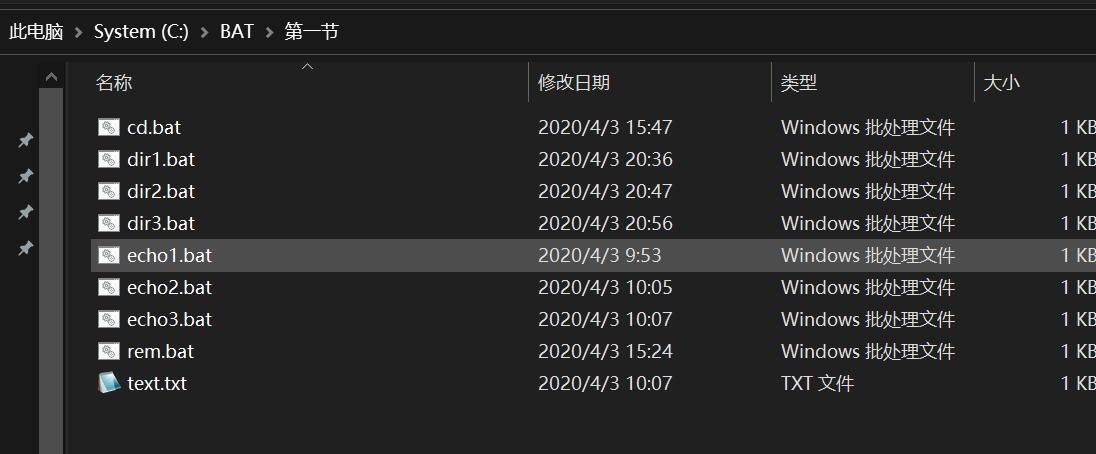 此电脑 > System (C:) > BAT > 第一节
名称 修改日期 类型 大小
cd.bat 2020/4/3 15:47 Windows 批处理文件 1 KB
dir1.bat 2020/4/3 20:36 Windows 批处理文件 1 KB
dir2.bat 2020/4/3 20:47 Windows 批处理文件 1 KB
dir3.bat 2020/4/3 20:56 Windows 批处理文件 1 KB
echo1.bat 2020/4/3 9:53 Windows 批处理文件 1 KB
echo2.bat 2020/4/3 10:05 Windows 批处理文件 1 KB
echo3.bat 2020/4/3 10:07 Windows 批处理文件 1 KB
rem.bat 2020/4/3 15:24 Windows 批处理文件 1 KB
text.txt 2020/4/3 10:07 TXT 文件 1 KB